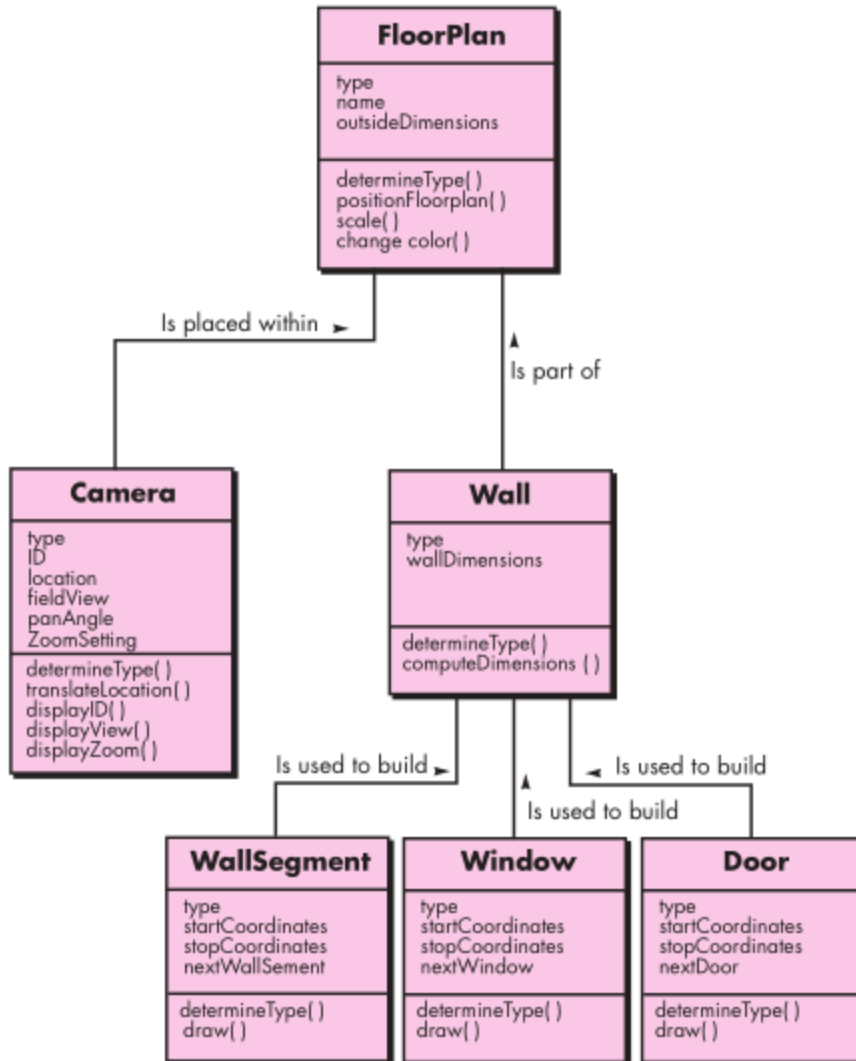 FloorPlan
type
name
outsideDimensions
determineType( )
positionFloorplan( )
scale( )
change color( )
Is placed within
Is part of
Camera
type
ID
location
fieldView
panAngle
ZoomSetting
determineType( )
translateLocation( )
displayID( )
displayView( )
displayZoom( )
Wall
type
wallDimensions
determineType( )
computeDimensions ( )
Is used to build
Is used to build
Is used to build
WallSegment
type
startCoordinates
stopCoordinates
nextWallSement
determineType( )
draw( )
Window
type
startCoordinates
stopCoordinates
nextWindow
determineType( )
draw( )
Door
type
startCoordinates
stopCoordinates
nextDoor
determineType( )
draw( )